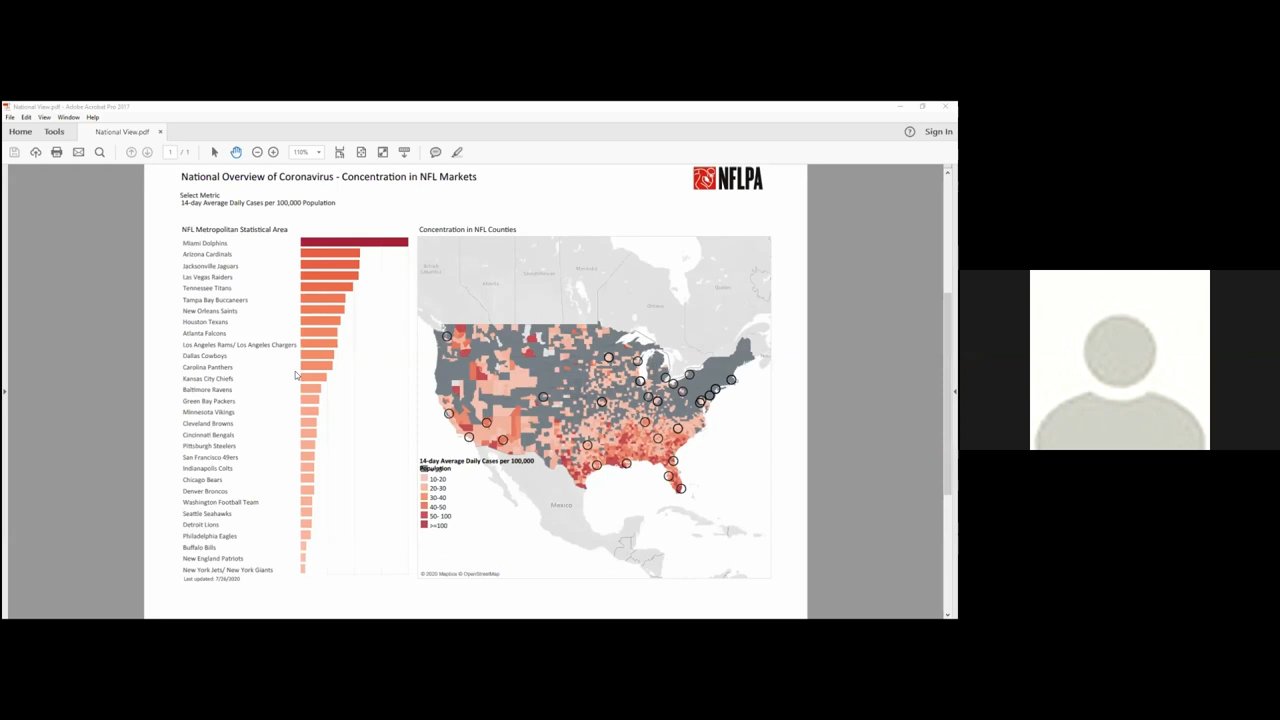 National View.pdf - Adobe Acrobat Pro 2017
File Edit View Window Help
Home Tools National View.pdf × Sign In
1 / 1 110%
National Overview of Coronavirus - Concentration in NFL Markets
NFLPA
Select Metric
14-day Average Daily Cases per 100,000 Population
NFL Metropolitan Statistical Area
Miami Dolphins
Arizona Cardinals
Jacksonville Jaguars
Las Vegas Raiders
Tennessee Titans
Tampa Bay Buccaneers
New Orleans Saints
Houston Texans
Atlanta Falcons
Los Angeles Rams/ Los Angeles Chargers
Dallas Cowboys
Carolina Panthers
Kansas City Chiefs
Baltimore Ravens
Green Bay Packers
Minnesota Vikings
Cleveland Browns
Cincinnati Bengals
Pittsburgh Steelers
San Francisco 49ers
Indianapolis Colts
Chicago Bears
Denver Broncos
Washington Football Team
Seattle Seahawks
Detroit Lions
Philadelphia Eagles
Buffalo Bills
New England Patriots
New York Jets/ New York Giants
Last updated: 7/26/2020
Concentration in NFL Counties
British Columbia
Alberta
Manitoba
Ontario
Quebec
14-day Average Daily Cases per 100,000
Population
10-20
20-30
30-40
40-50
50- 100
>=100
Mexico
© 2020 Mapbox © OpenStreetMap